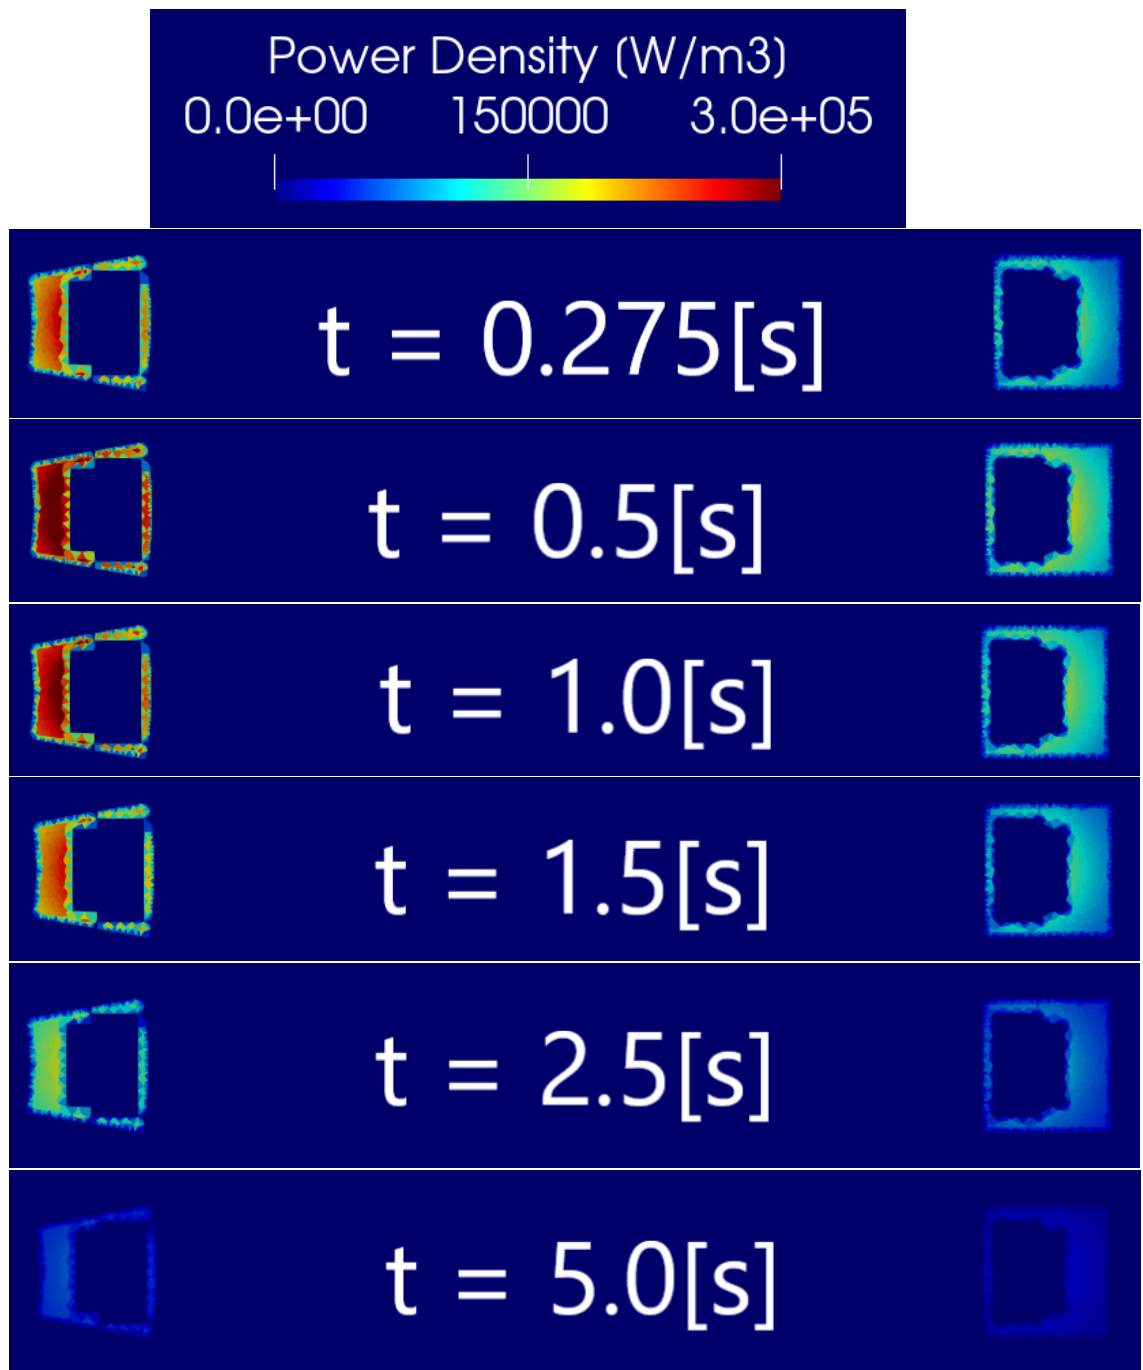 Power Density (W/m3)
0.0e+00 150000 3.0e+05
t = 0.275[s]
t = 0.5[s]
t = 1.0[s]
t = 1.5[s]
t = 2.5[s]
t = 5.0[s]